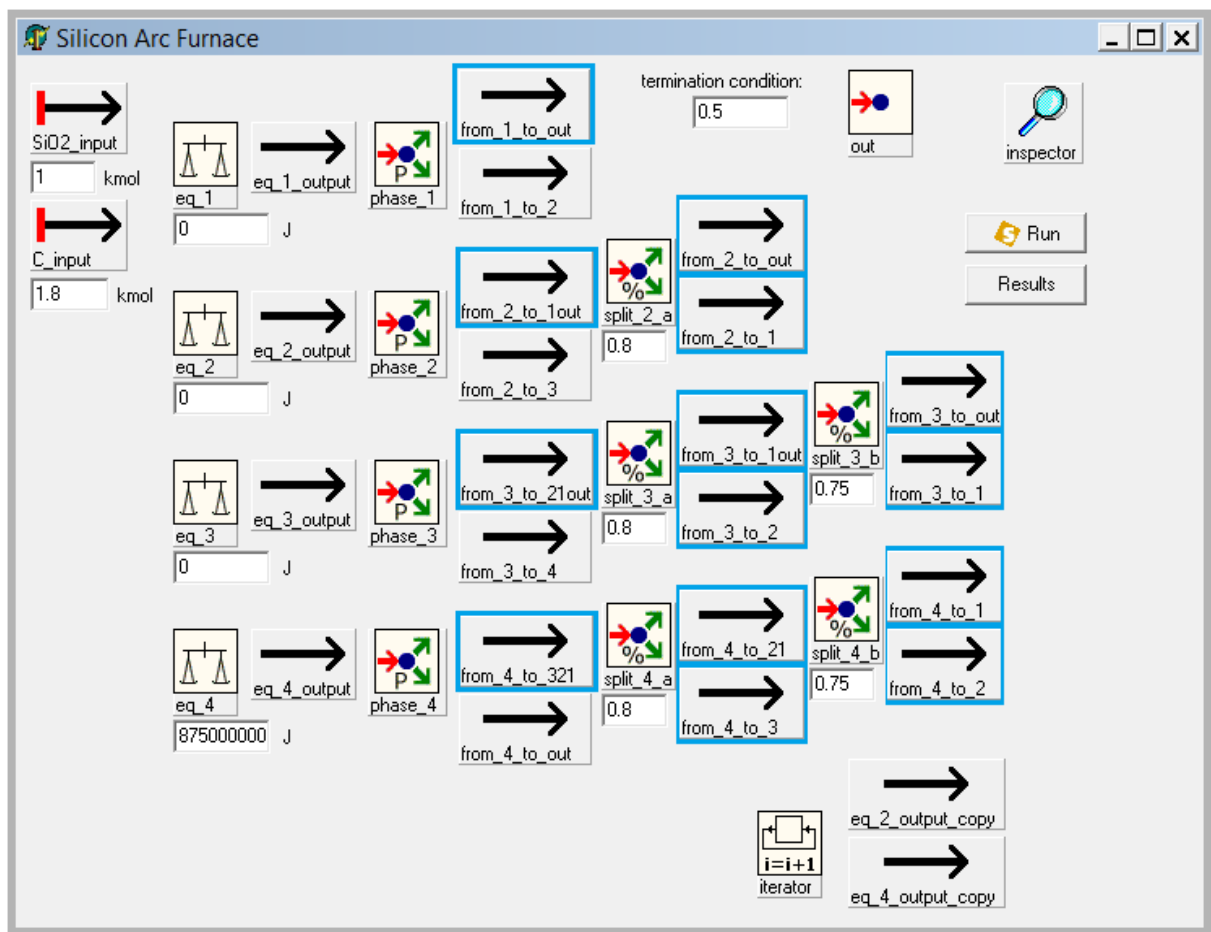 Silicon Arc Furnace
termination condition:
0.5
out
inspector
SiO2_input
1 kmol
C_input
1.8 kmol
Run
Results
eq_1
eq_1_output
P
phase_1
from_1_to_out
from_1_to_2
0 J
eq_2
eq_2_output
P
phase_2
from_2_to_1out
from_2_to_3
%
split_2_a
0.8
from_2_to_out
from_2_to_1
0 J
eq_3
eq_3_output
P
phase_3
from_3_to_21out
from_3_to_4
%
split_3_a
0.8
from_3_to_1out
from_3_to_2
%
split_3_b
0.75
from_3_to_out
from_3_to_1
0 J
eq_4
eq_4_output
P
phase_4
from_4_to_321
from_4_to_out
%
split_4_a
0.8
from_4_to_21
from_4_to_3
%
split_4_b
0.75
from_4_to_1
from_4_to_2
875000000 J
i=i+1
iterator
eq_2_output_copy
eq_4_output_copy